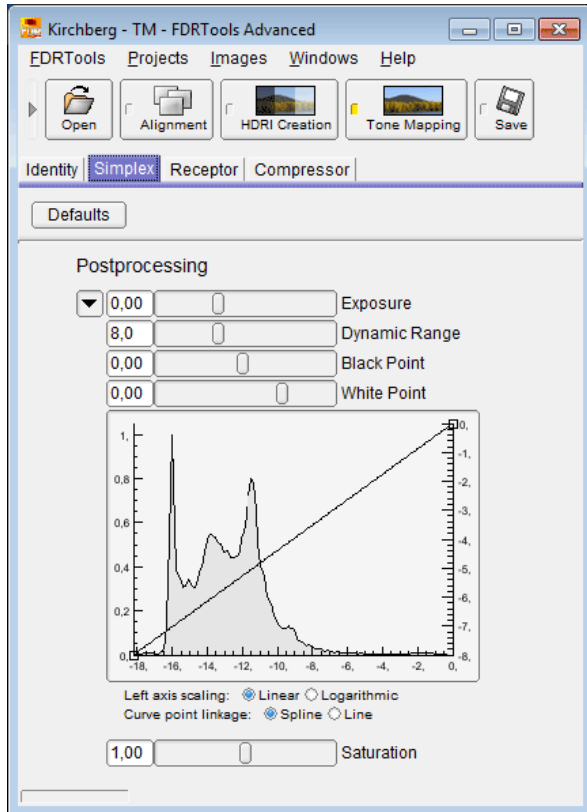 Kirchberg - TM - FDRTools Advanced
FDRTools Projects Images Windows Help
Open Alignment HDRI Creation Tone Mapping Save
Identity Simplex Receptor Compressor
Defaults
Postprocessing
0,00 Exposure
8,0 Dynamic Range
0,00 Black Point
0,00 White Point
1, 0,
-1,
0,8 -2,
-3,
0,6
-4,
0,4 -5,
-6,
0,2
-7,
0, -8,
-18, -16, -14, -12, -10, -8, -6, -4, -2, 0,
Left axis scaling: Linear Logarithmic
Curve point linkage: Spline Line
1,00 Saturation